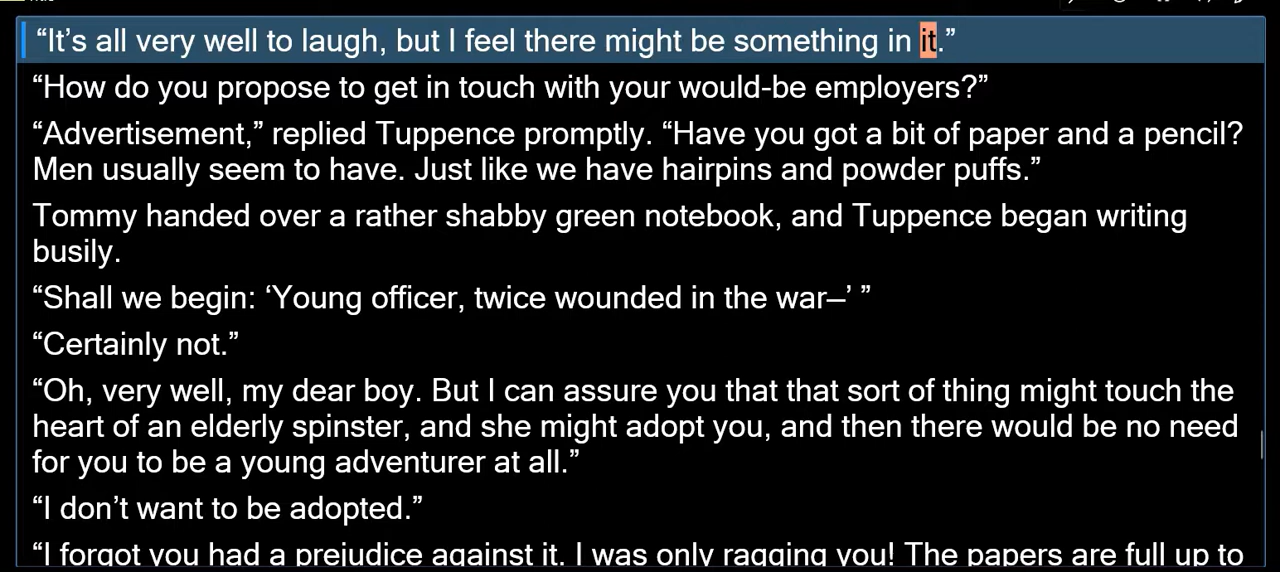 “It’s all very well to laugh, but I feel there might be something in it.”
“How do you propose to get in touch with your would-be employers?”
“Advertisement,” replied Tuppence promptly. “Have you got a bit of paper and a pencil?
Men usually seem to have. Just like we have hairpins and powder puffs.”
Tommy handed over a rather shabby green notebook, and Tuppence began writing
busily.
“Shall we begin: ‘Young officer, twice wounded in the war—’ ”
“Certainly not.”
“Oh, very well, my dear boy. But I can assure you that that sort of thing might touch the
heart of an elderly spinster, and she might adopt you, and then there would be no need
for you to be a young adventurer at all.”
“I don’t want to be adopted.”
“I forgot you had a prejudice against it. I was only ragging you! The papers are full up to